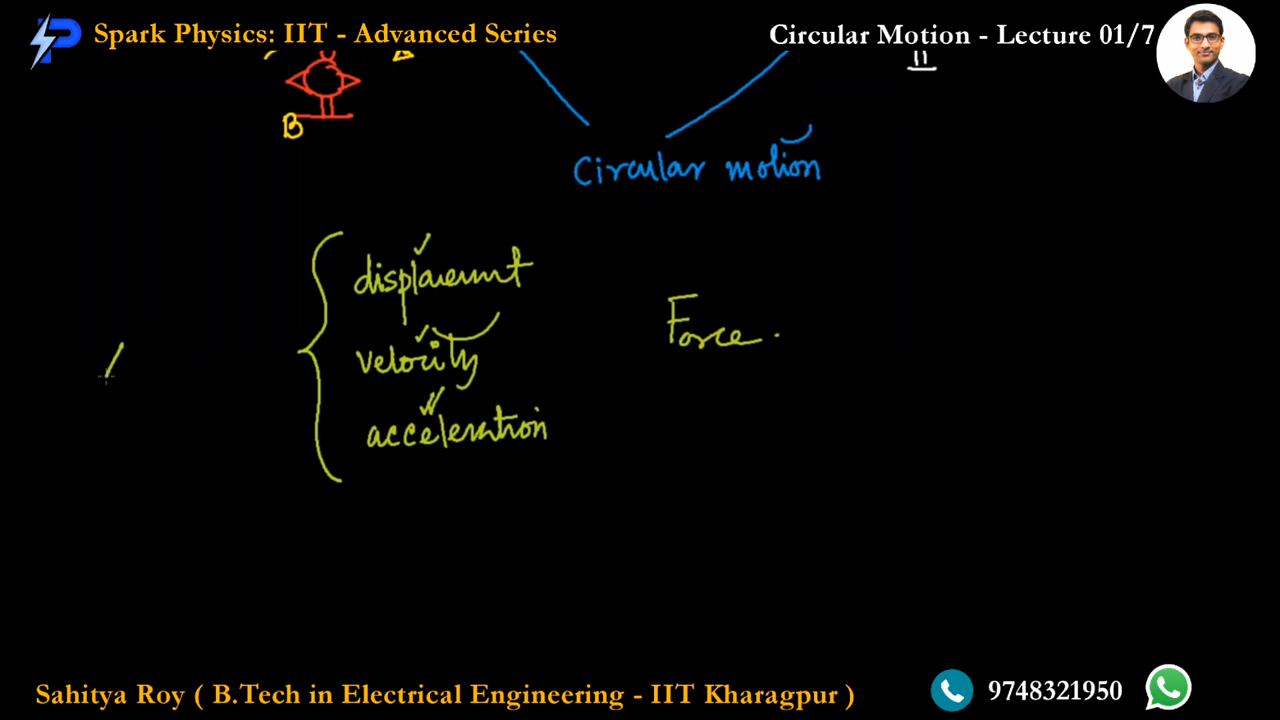 Spark Physics: IIT - Advanced Series
Circular Motion - Lecture 01/7
B
Circular motion
displacement
velocity
acceleration
Force.
Sahitya Roy ( B.Tech in Electrical Engineering - IIT Kharagpur )
9748321950